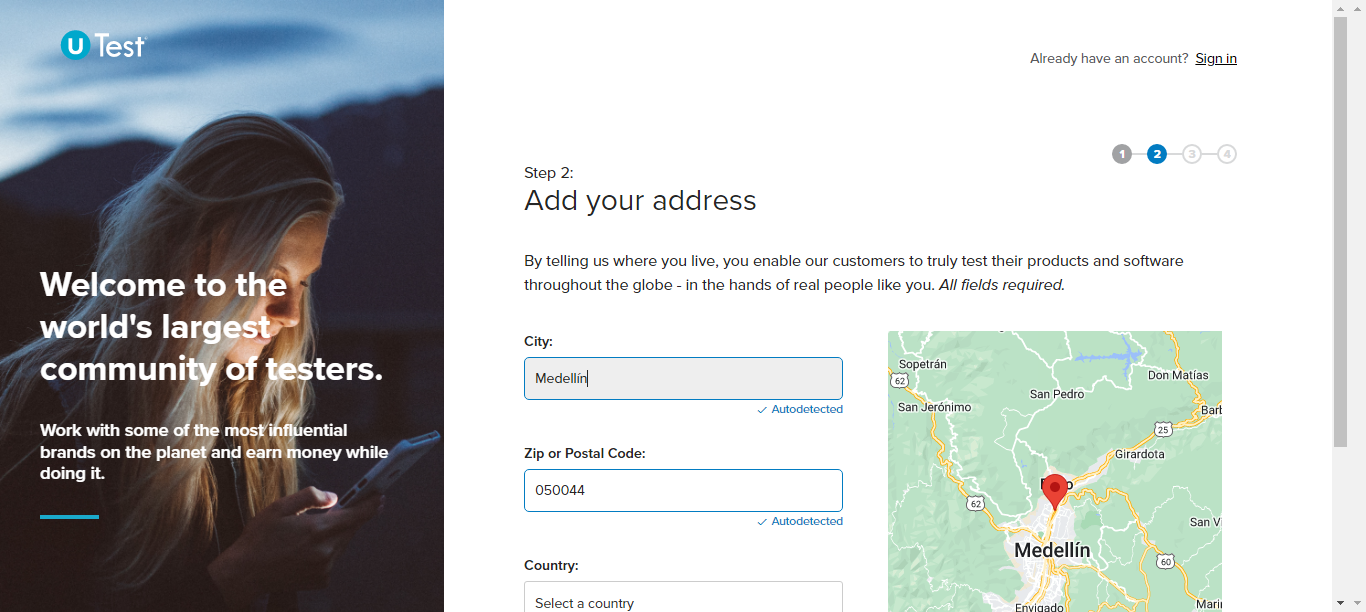 U Test
Already have an account? Sign in
1 2 3 4
Step 2:
Add your address
By telling us where you live, you enable our customers to truly test their products and software
throughout the globe - in the hands of real people like you. All fields required.
Welcome to the
world's largest
community of testers.
Work with some of the most influential
brands on the planet and earn money while
doing it.
City:
Medellín
Autodetected
Zip or Postal Code:
050044
Autodetected
Country:
Select a country
Sopetrán
62
Don Matías
San Pedro
San Jerónimo
Barb
25
Girardota
62
San V
Medellín
60
Envigado
Marin